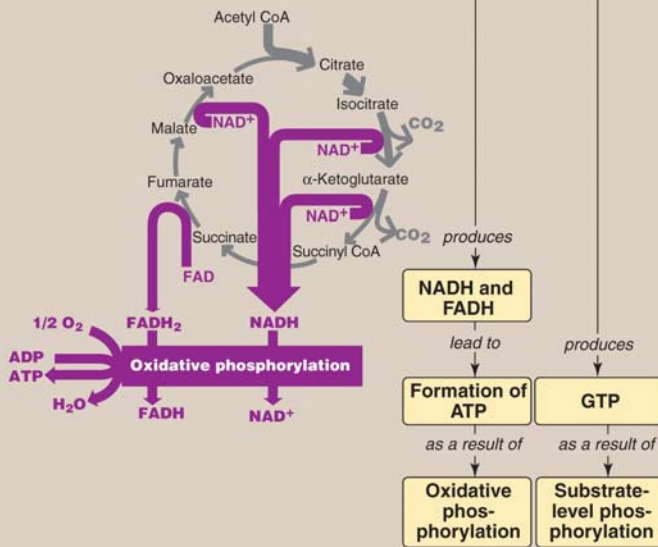 Acetyl CoA
Citrate
Oxaloacetate
Isocitrate
CO2
NAD+
Malate
NAD+
α-Ketoglutarate
Fumarate
NAD+
CO2
Succinate
Succinyl CoA
FAD
1/2 O2
FADH2
NADH
ADP
ATP
Oxidative phosphorylation
H2O
FADH
NAD+
produces
NADH and
FADH
lead to
produces
Formation of
ATP
GTP
as a result of
as a result of
Oxidative
phos-
phorylation
Substrate-
level phos-
phorylation